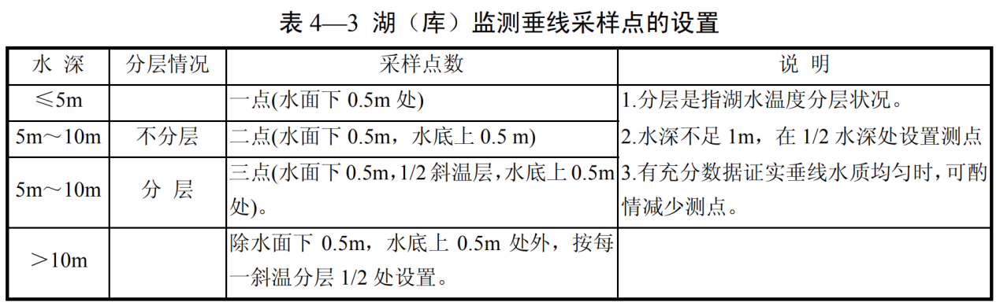 表 4—3 湖（库）监测垂线采样点的设置
水 深 分层情况 采样点数 说 明
≤5m 一点(水面下 0.5m 处) 1.分层是指湖水温度分层状况。
5m～10m 不分层 二点(水面下 0.5m，水底上 0.5 m) 2.水深不足 1m，在 1/2 水深处设置测点
5m～10m 分 层 三点(水面下 0.5m，1/2 斜温层，水底上 0.5m 3.有充分数据证实垂线水质均匀时，可酌
处)。 情减少测点。
>10m 除水面下 0.5m，水底上 0.5m 处外，按每
一斜温分层 1/2 处设置。